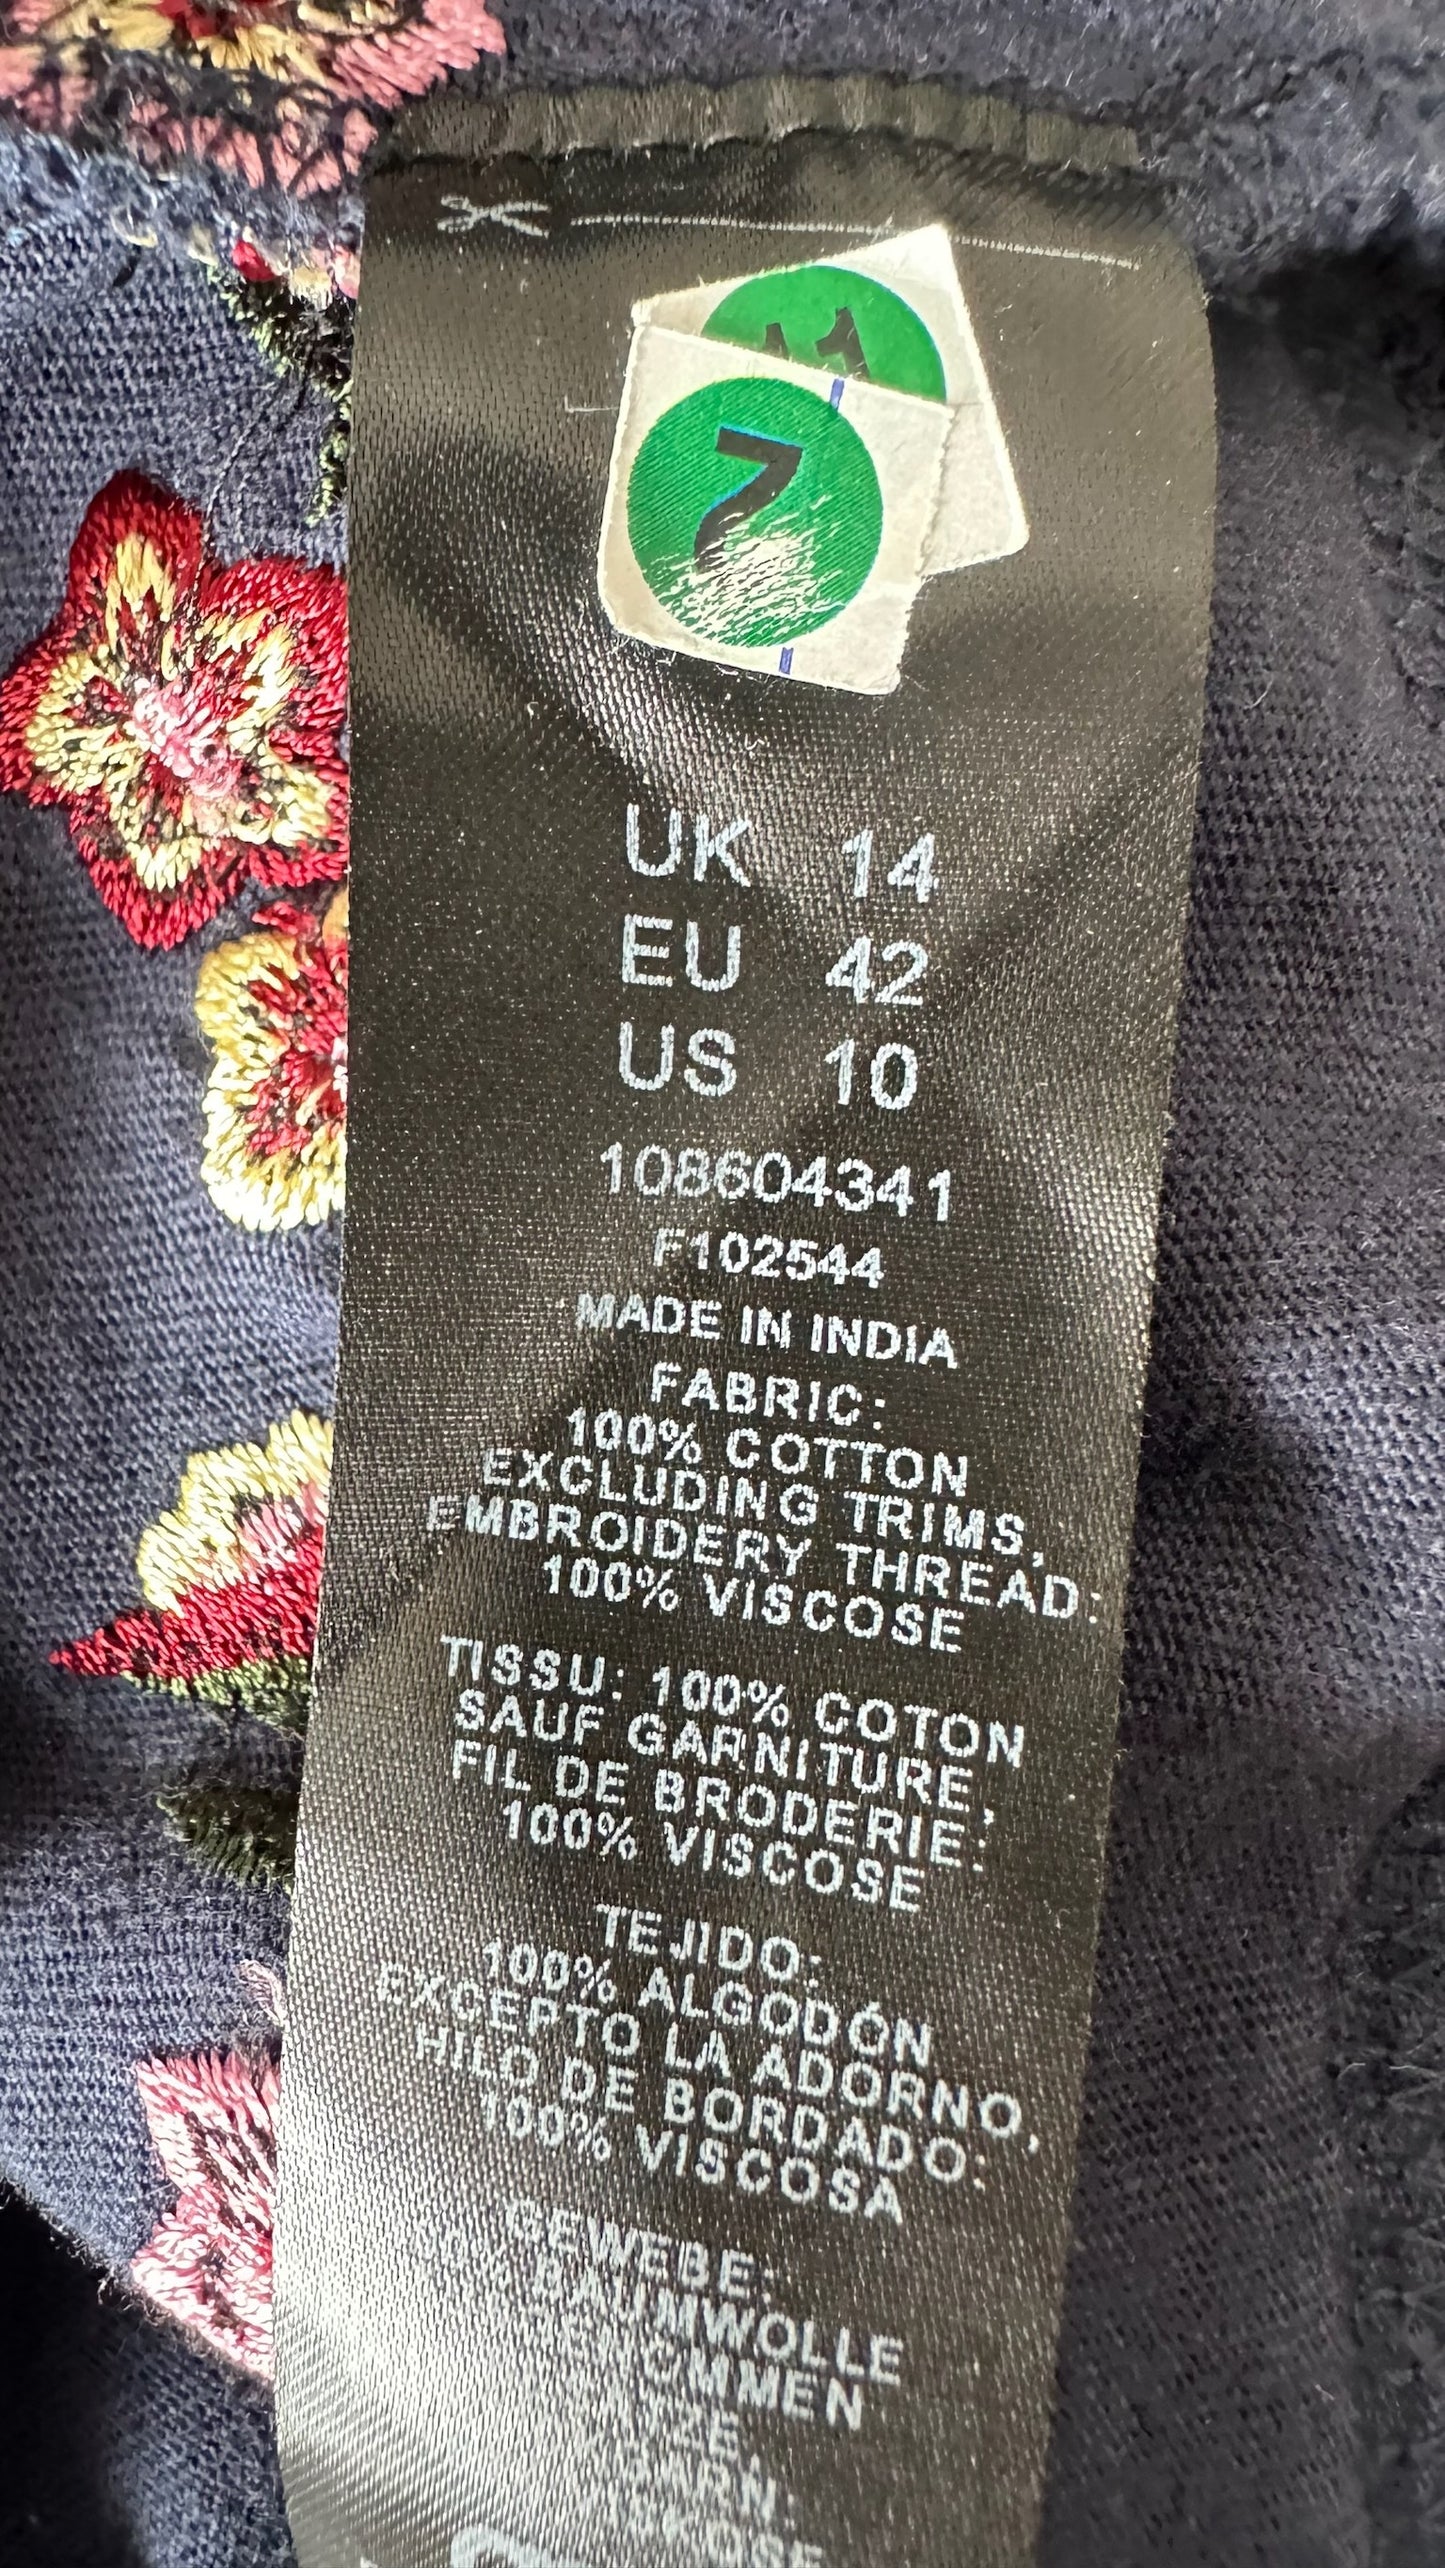 7
UK 14
EU 42
US 10
108604341
F102544
MADE IN INDIA
FABRIC:
100% COTTON
EXCLUDING TRIMS,
EMBROIDERY THREAD:
100% VISCOSE
TISSU: 100% COTON
SAUF GARNITURE,
FIL DE BRODERIE:
100% VISCOSE
TEJIDO:
100% ALGODÓN
EXCEPTO LA ADORNO,
HILO DE BORDADO:
100% VISCOSA
GEWEBE:
BAUMWOLLE